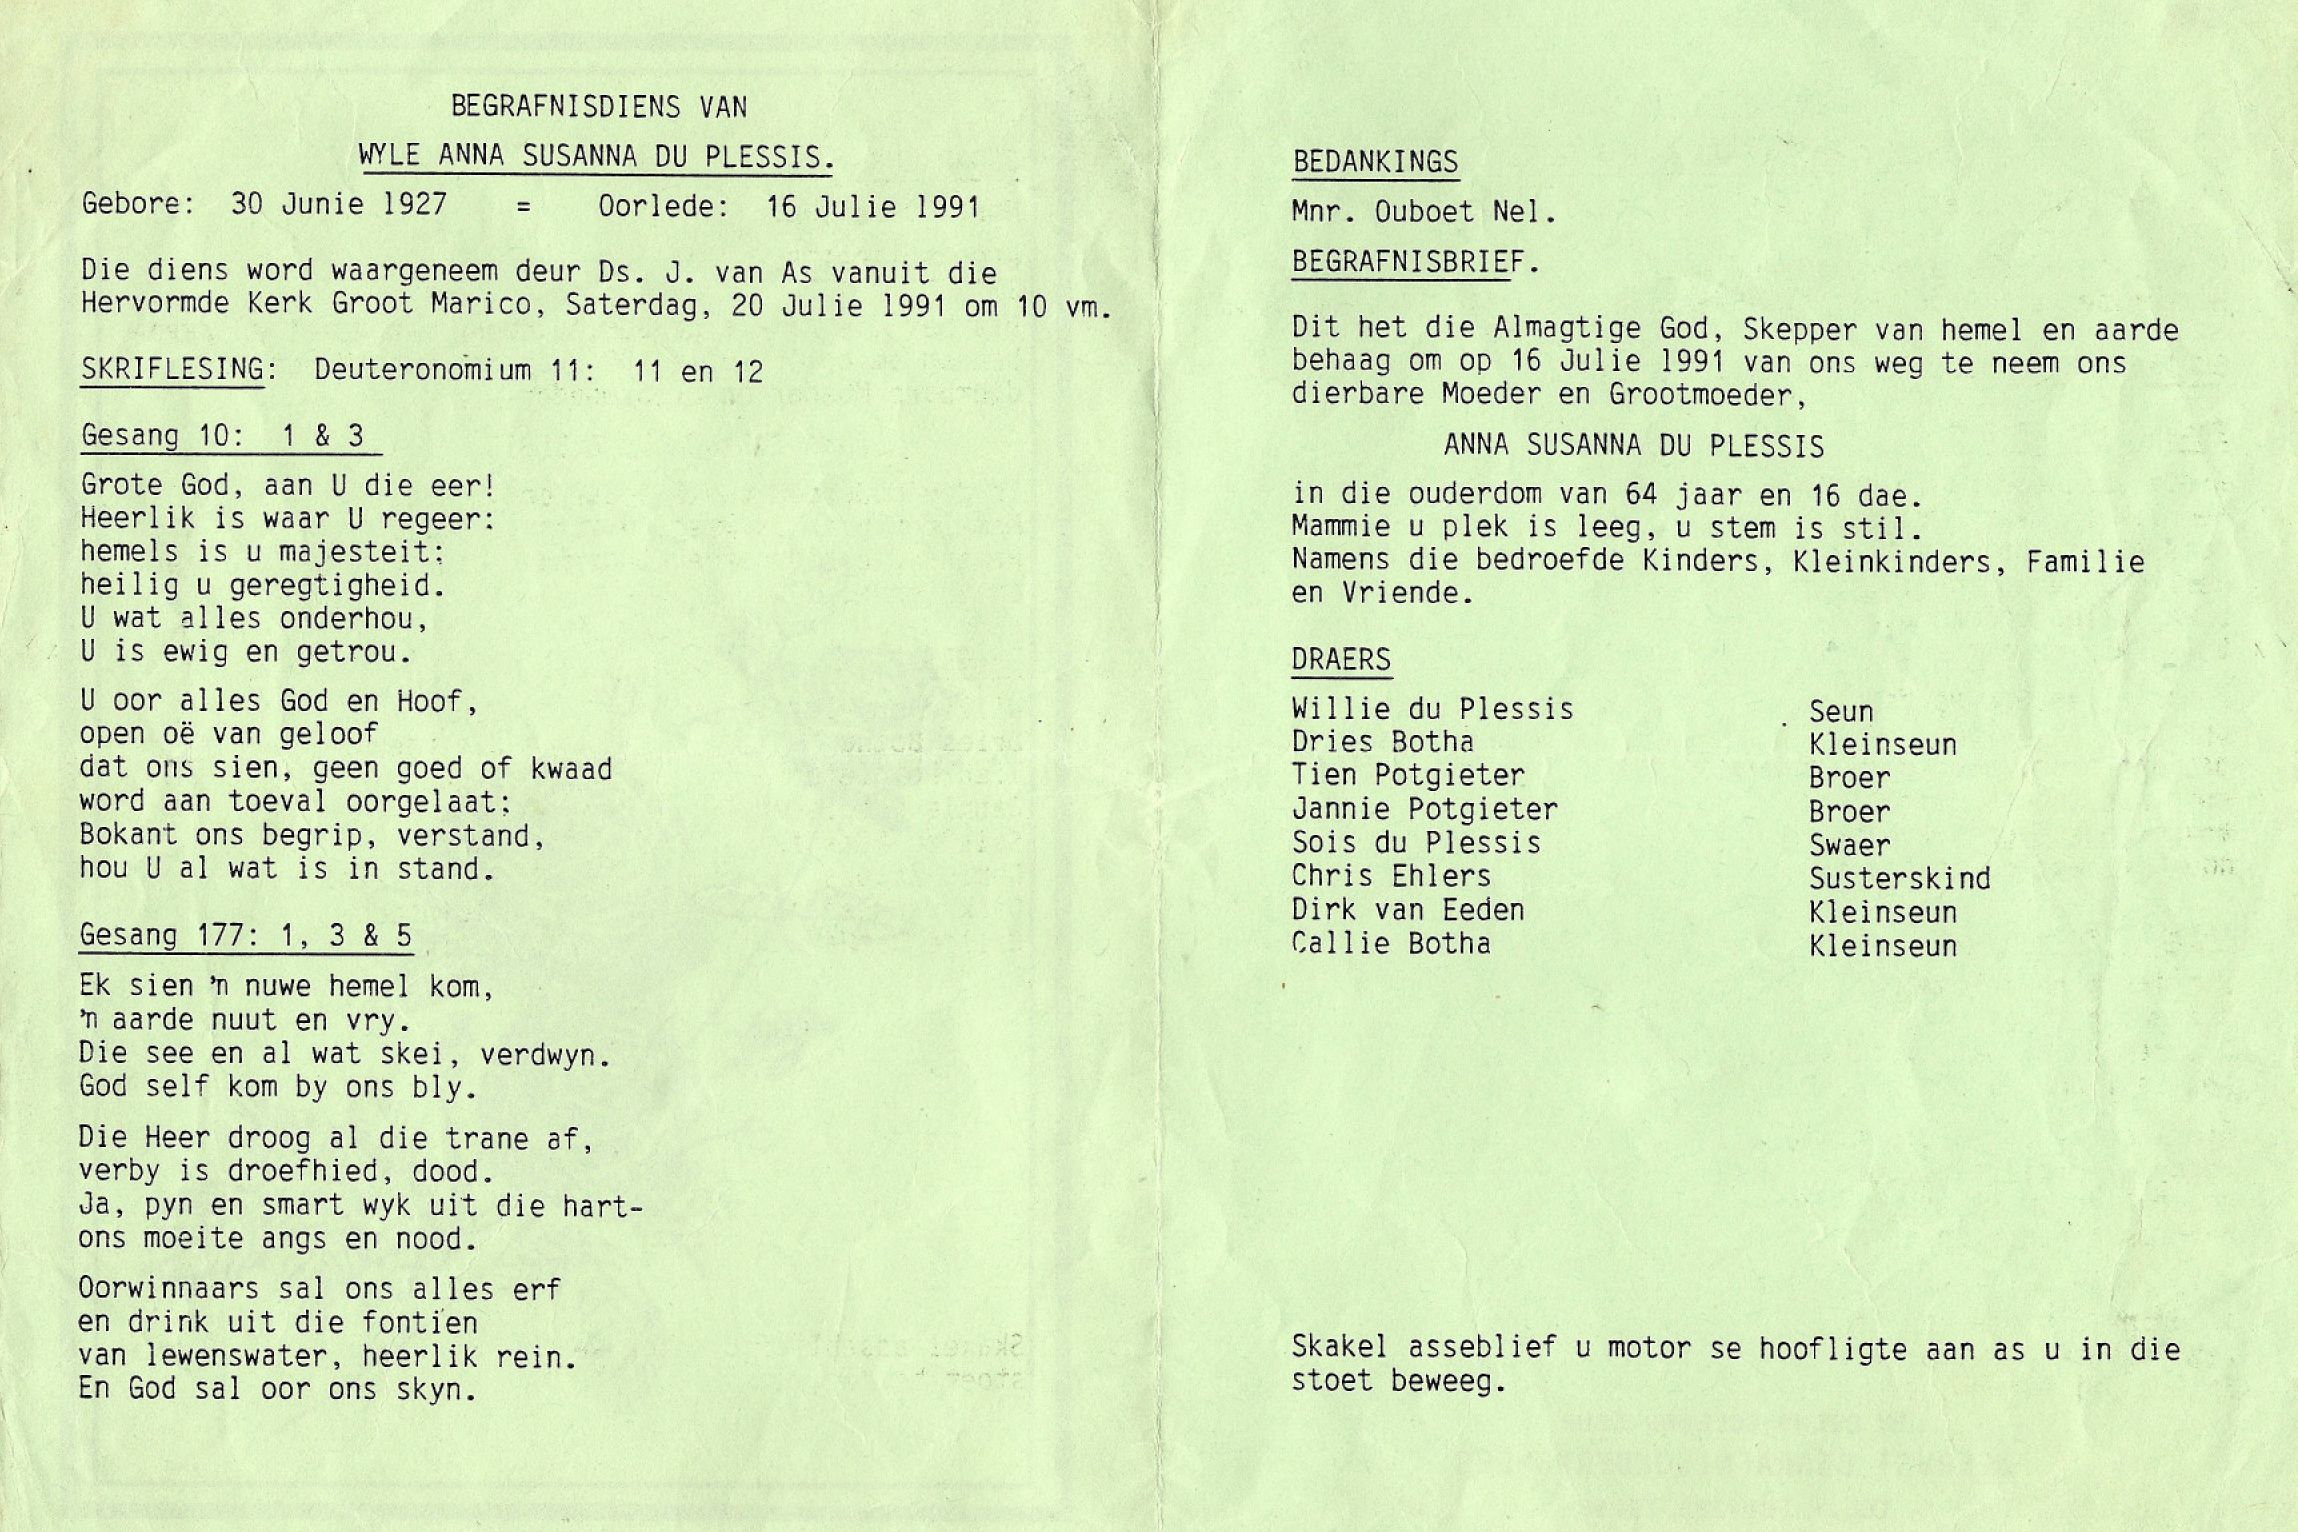 BEGRAFNISDIENS VAN
WYLE ANNA SUSANNA DU PLESSIS.
Gebore: 30 Junie 1927 = Oorlede: 16 Julie 1991
Die diens word waargeneem deur Ds. J. van As vanuit die
Hervormde Kerk Groot Marico, Saterdag, 20 Julie 1991 om 10 vm.
SKRIFLESING: Deuteronomium 11: 11 en 12
Gesang 10: 1 & 3
Grote God, aan U die eer!
Heerlik is waar U regeer:
hemels is u majesteit;
heilig u geregtigheid.
U wat alles onderhou,
U is ewig en getrou.
U oor alles God en Hoof,
open oë van geloof
dat ons sien, geen goed of kwaad
word aan toeval oorgelaat;
Bokant ons begrip, verstand,
hou U al wat is in stand.
Gesang 177: 1, 3 & 5
Ek sien 'n nuwe hemel kom,
'n aarde nuut en vry.
Die see en al wat skei, verdwyn.
God self kom by ons bly.
Die Heer droog al die trane af,
verby is droefhied, dood.
Ja, pyn en smart wyk uit die hart-
ons moeite angs en nood.
Oorwinnaars sal ons alles erf
en drink uit die fontien
van lewenswater, heerlik rein.
En God sal oor ons skyn.
BEDANKINGS
Mnr. Ouboet Nel.
BEGRAFNISBRIEF.
Dit het die Almagtige God, Skepper van hemel en aarde
behaag om op 16 Julie 1991 van ons weg te neem ons
dierbare Moeder en Grootmoeder,
ANNA SUSANNA DU PLESSIS
in die ouderdom van 64 jaar en 16 dae.
Mammie u plek is leeg, u stem is stil.
Namens die bedroefde Kinders, Kleinkinders, Familie
en Vriende.
DRAERS
Willie du Plessis Seun
Dries Botha Kleinseun
Tien Potgieter Broer
Jannie Potgieter Broer
Sois du Plessis Swaer
Chris Ehlers Susterskind
Dirk van Eeden Kleinseun
Callie Botha Kleinseun
Skakel asseblief u motor se hoofligte aan as u in die
stoet beweeg.